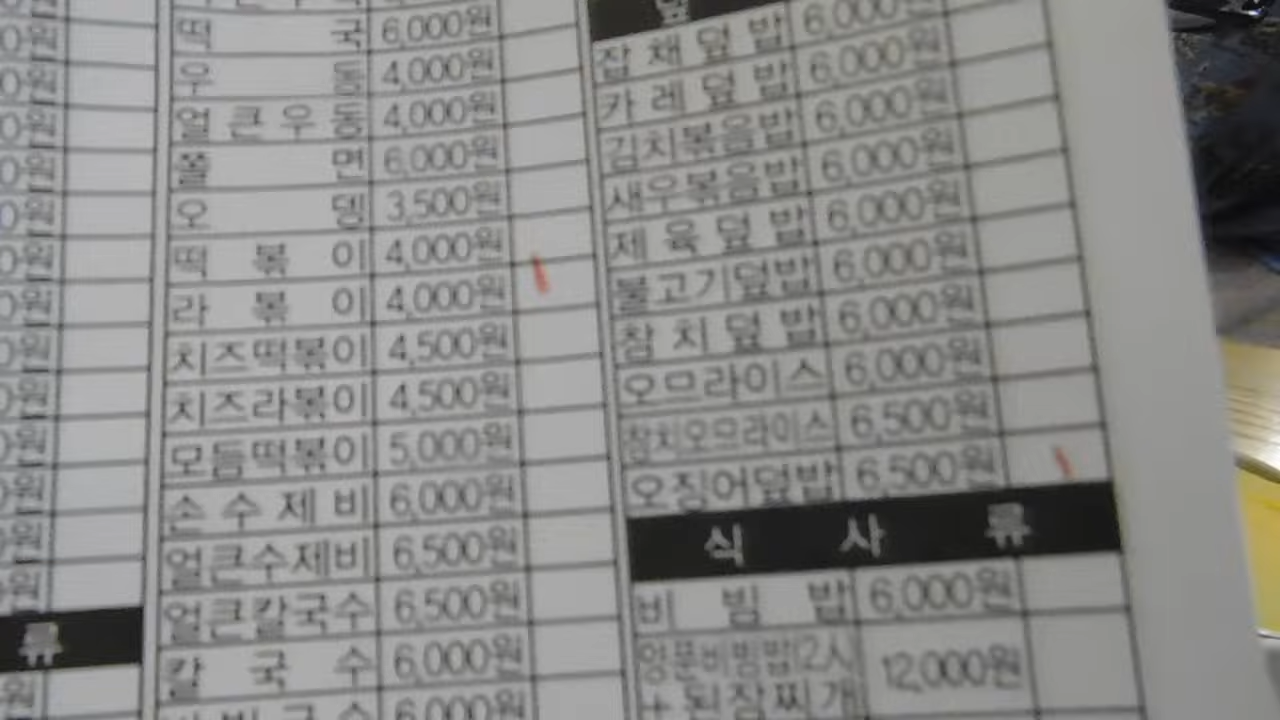 떡 국 6,000원
우 동 4,000원
얼 큰 우 동 4,000원
쫄 면 6,000원
오 뎅 3,500원
떡 볶 이 4,000원
라 볶 이 4,000원
치즈떡볶이 4,500원
치즈라볶이 4,500원
모듬떡볶이 5,000원
손 수 제 비 6,000원
얼큰수제비 6,500원
얼큰칼국수 6,500원
칼 국 수 6,000원
6,000원
잡 채 덮 밥 6,000원
카 레 덮 밥 6,000원
김치볶음밥 6,000원
새우볶음밥 6,000원
제 육 덮 밥 6,000원
불고기덮밥 6,000원
참 치 덮 밥 6,000원
오므라이스 6,000원
참치오므라이스 6,500원
오징어덮밥 6,500원
식 사 류
비 빔 밥 6,000원
양푼비빔밥(2人
+된장찌개 12,000원
류